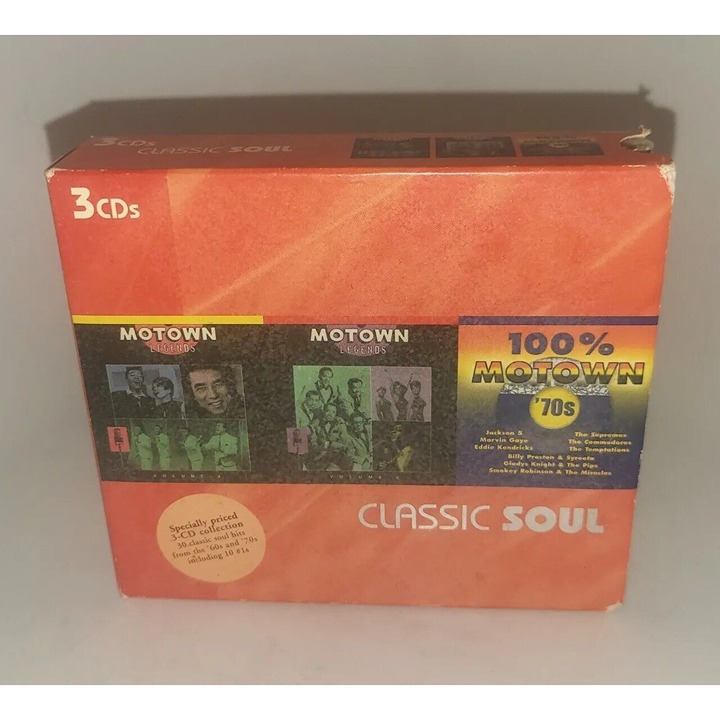 3CDs
CLASSIC SOUL
3CDs
MOTOWN
LEGENDS
VOLUME
MOTOWN
LEGENDS
VOLUME
100%
MOTOWN
'70s
Jackson 5
Marvin Gaye
Eddie Kendricks
The Supremes
The Commodores
The Temptations
Billy Preston & Syreeta
Gladys Knight & The Pips
Smokey Robinson & The Miracles
CLASSIC SOUL
Specially priced
3-CD collection
30 classic soul hits
from the '60s and '70s
including 10 #1s